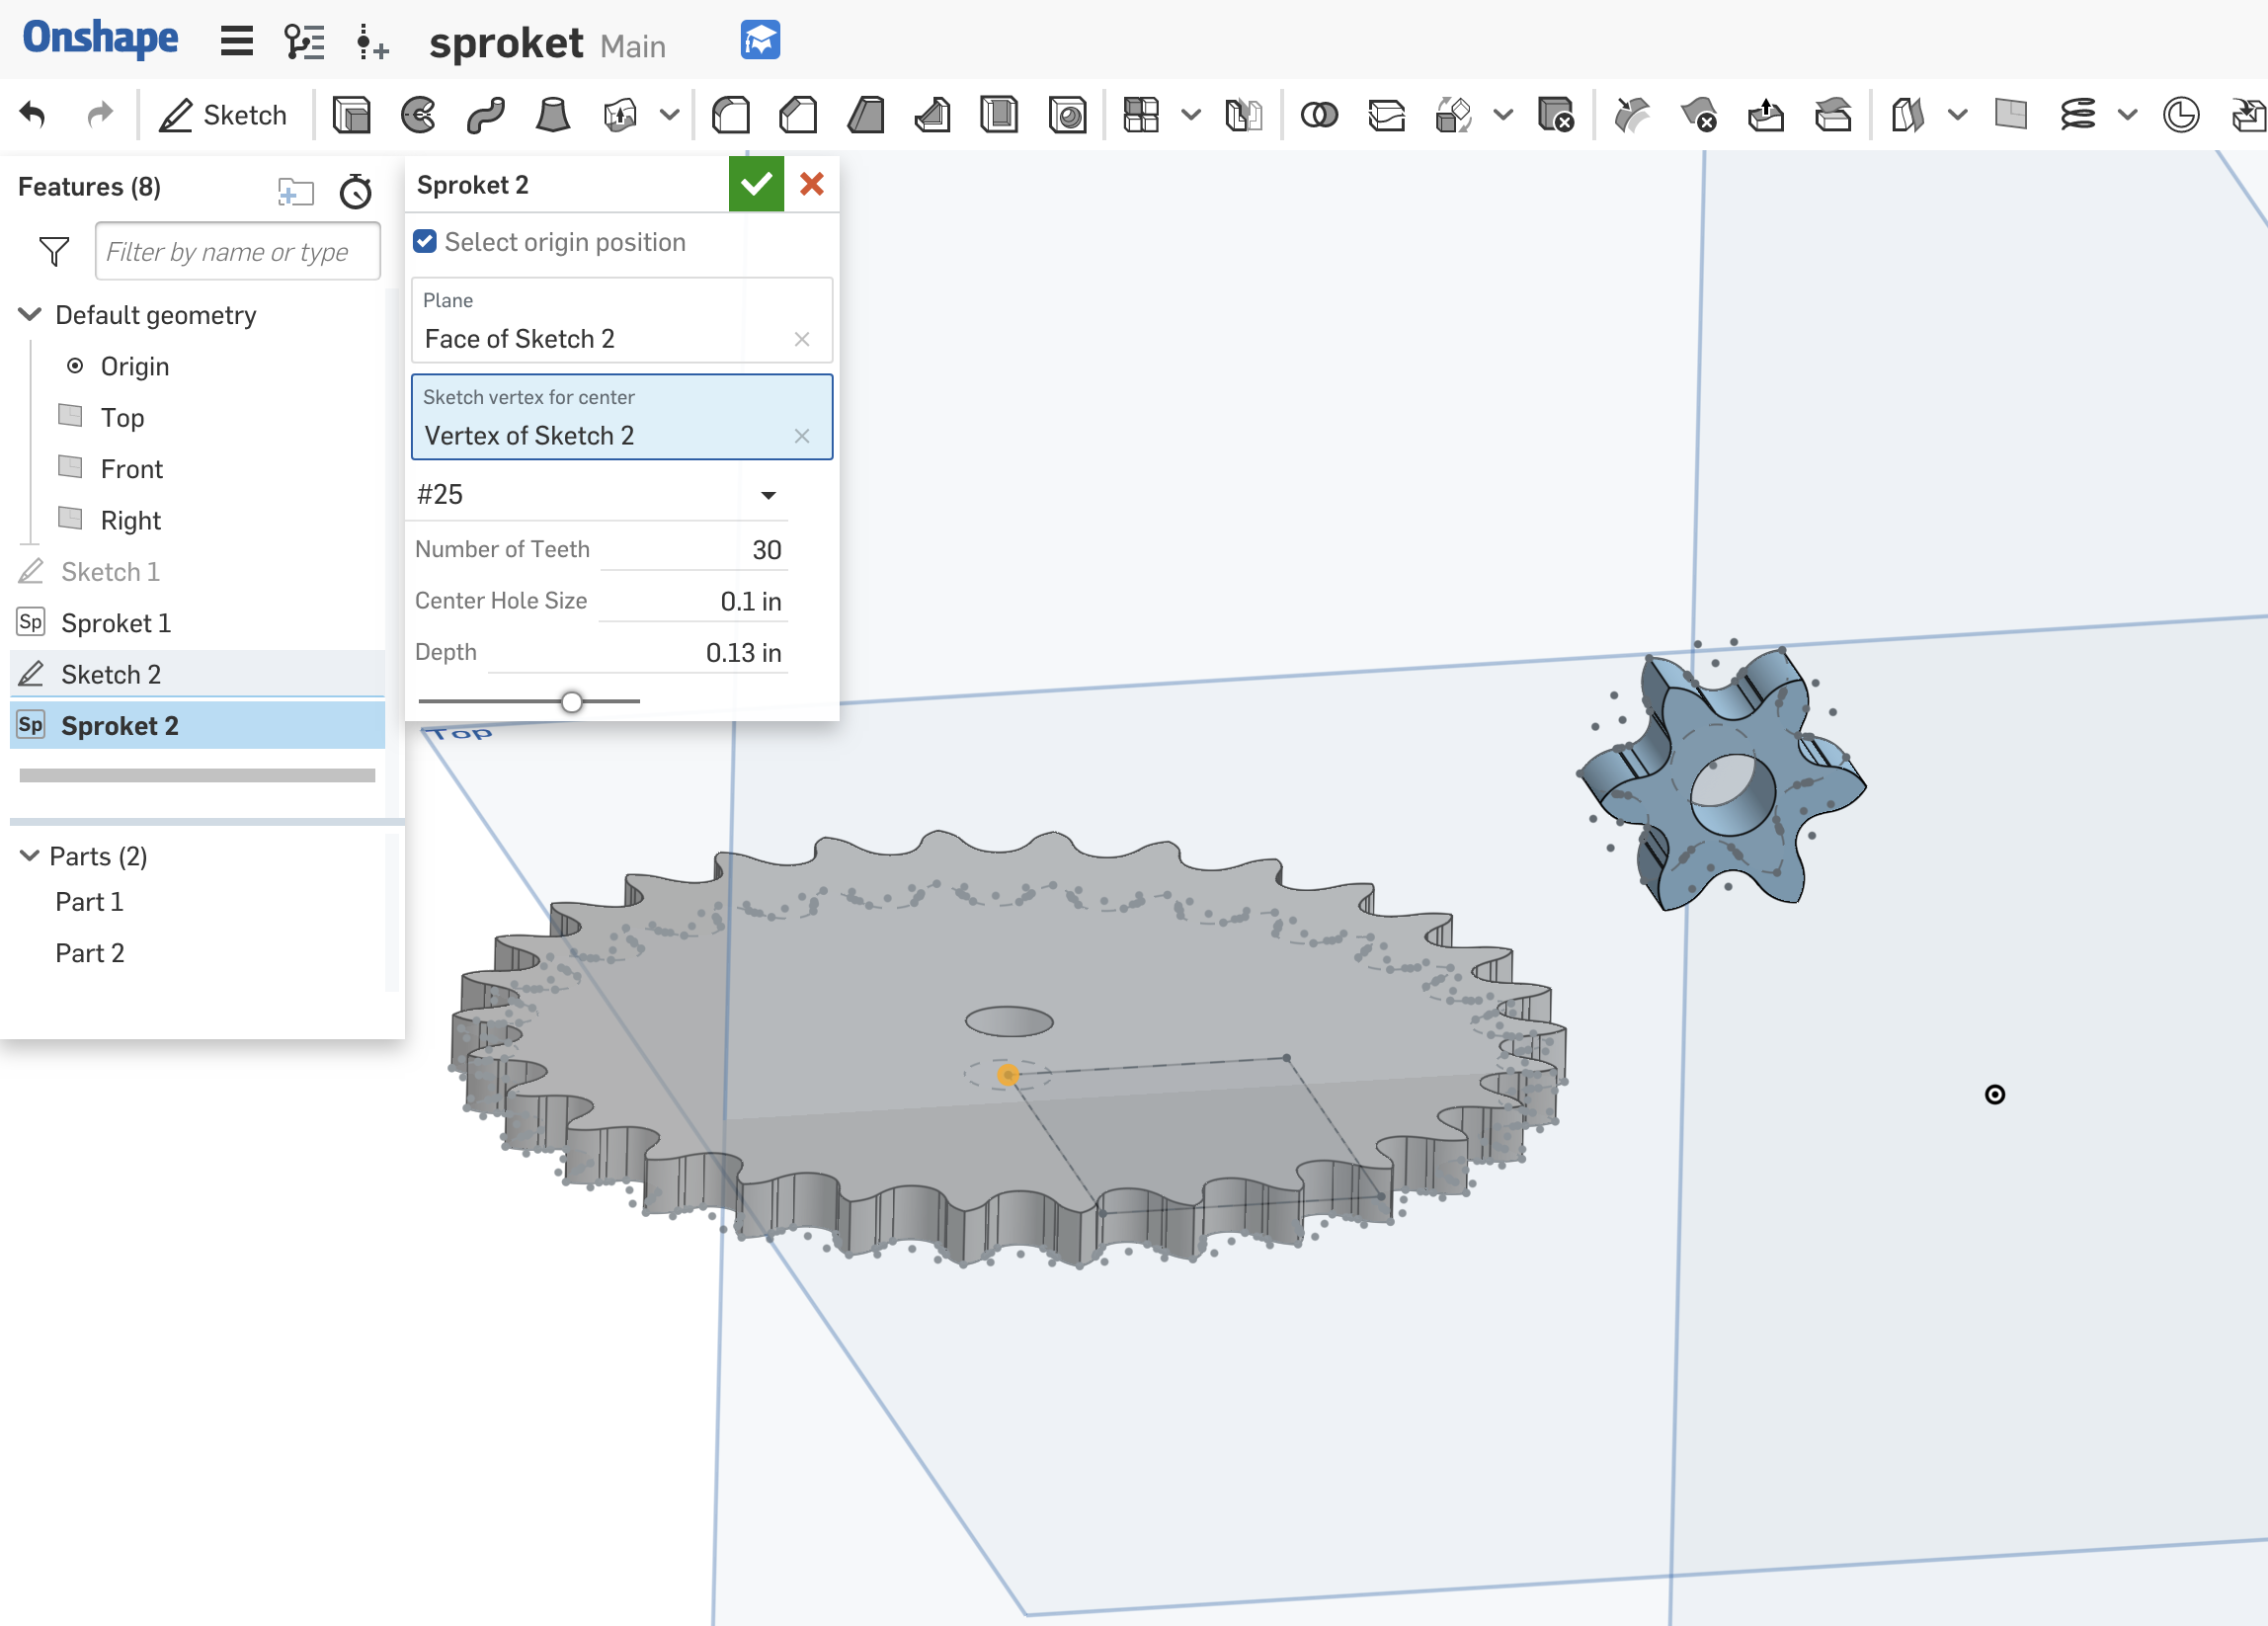 Onshape sproket Main
Sketch
Features (8)
Filter by name or type
Default geometry
Origin
Top
Front
Right
Sketch 1
Sp Sproket 1
Sketch 2
Sp Sproket 2
Parts (2)
Part 1
Part 2
Sproket 2
Select origin position
Plane
Face of Sketch 2
Sketch vertex for center
Vertex of Sketch 2
#25
Number of Teeth 30
Center Hole Size 0.1 in
Depth 0.13 in
Top